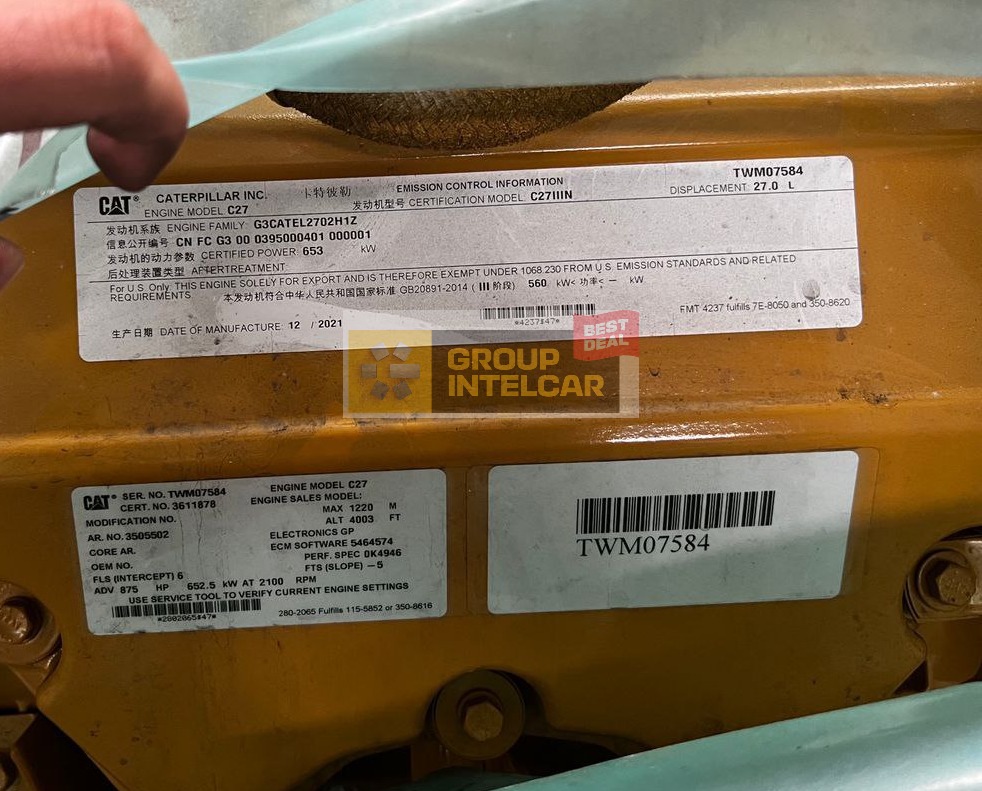 TWM07584
CAT CATERPILLAR INC. 卡特彼勒 EMISSION CONTROL INFORMATION
ENGINE MODEL C27 发动机型号 CERTIFICATION MODEL: C27IIIN DISPLACEMENT: 27.0 L
发动机系族 ENGINE FAMILY: G3CATEL2702H1Z
信息公开编号 CN FC G3 00 0395000401 000001
发动机的动力参数 CERTIFIED POWER 653 kW
后处理装置类型 AFTERTREATMENT
For U.S. Only: THIS ENGINE SOLELY FOR EXPORT AND IS THEREFORE EXEMPT UNDER 1068.230 FROM U.S. EMISSION STANDARDS AND RELATED
REQUIREMENTS 本发动机符合中华人民共和国国家标准 GB20891-2014 ( III 阶段) 560 kW< 功率< — kW
*4237‡47* FMT 4237 fulfills 7E-8050 and 350-8620
生产日期 DATE OF MANUFACTURE: 12 / 2021
BEST
DEAL
GROUP
INTELCAR
CAT SER. NO. TWM07584 ENGINE MODEL C27
CERT. NO. 3611878 ENGINE SALES MODEL:
MODIFICATION NO. MAX 1220 M
AR. NO. 3505502 ALT 4003 FT
CORE AR. ELECTRONICS GP
OEM NO. ECM SOFTWARE 5464574
PERF. SPEC 0K4946
FLS (INTERCEPT) 6 FTS (SLOPE) —5
ADV 875 HP 652.5 kW AT 2100 RPM
USE SERVICE TOOL TO VERIFY CURRENT ENGINE SETTINGS
*2802065‡47* 280-2065 Fulfills 115-5852 or 350-8616
TWM07584